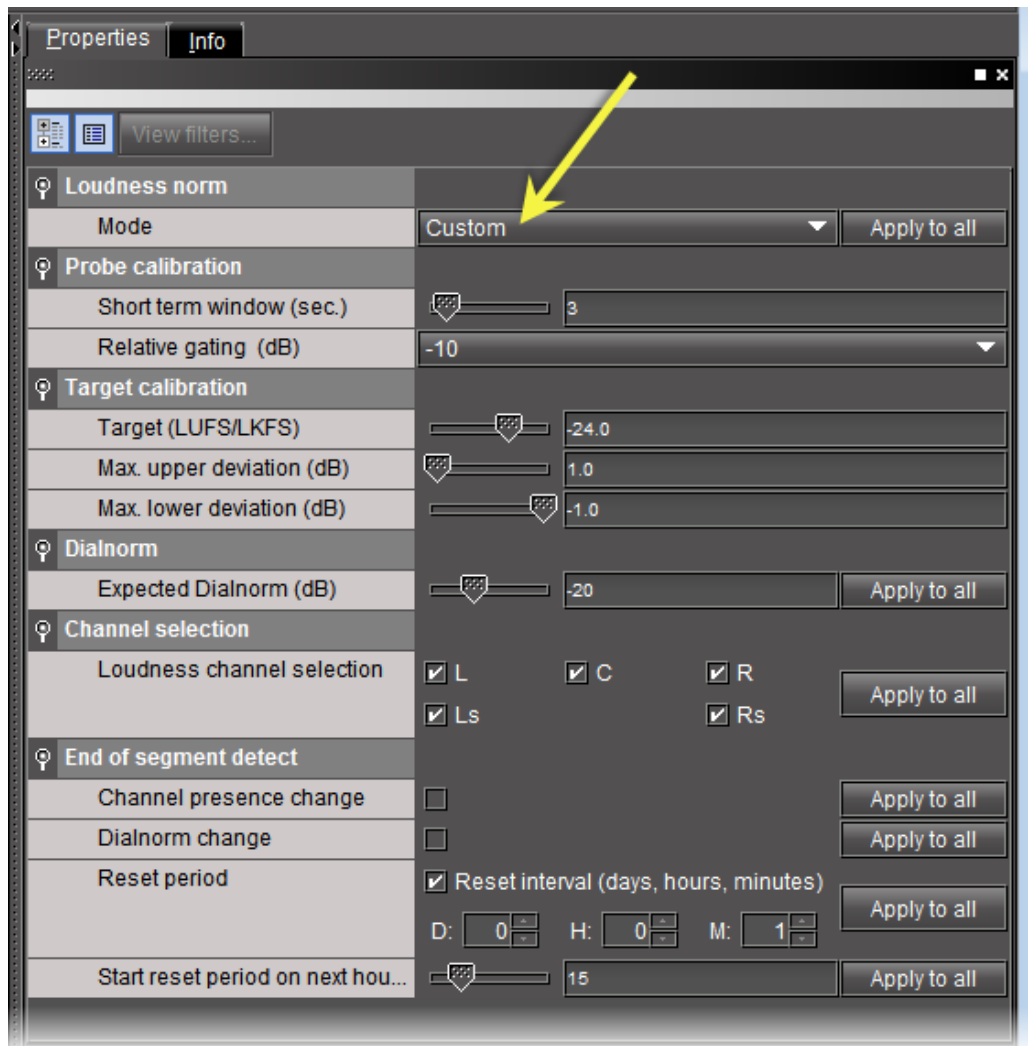 Properties Info
View filters...
Loudness norm
Mode Custom Apply to all
Probe calibration
Short term window (sec.) 3
Relative gating (dB) -10
Target calibration
Target (LUFS/LKFS) -24.0
Max. upper deviation (dB) 1.0
Max. lower deviation (dB) -1.0
Dialnorm
Expected Dialnorm (dB) -20 Apply to all
Channel selection
Loudness channel selection L C R
Apply to all
Ls Rs
End of segment detect
Channel presence change Apply to all
Dialnorm change Apply to all
Reset period Reset interval (days, hours, minutes)
Apply to all
D: 0 H: 0 M: 1
Start reset period on next hou... 15 Apply to all